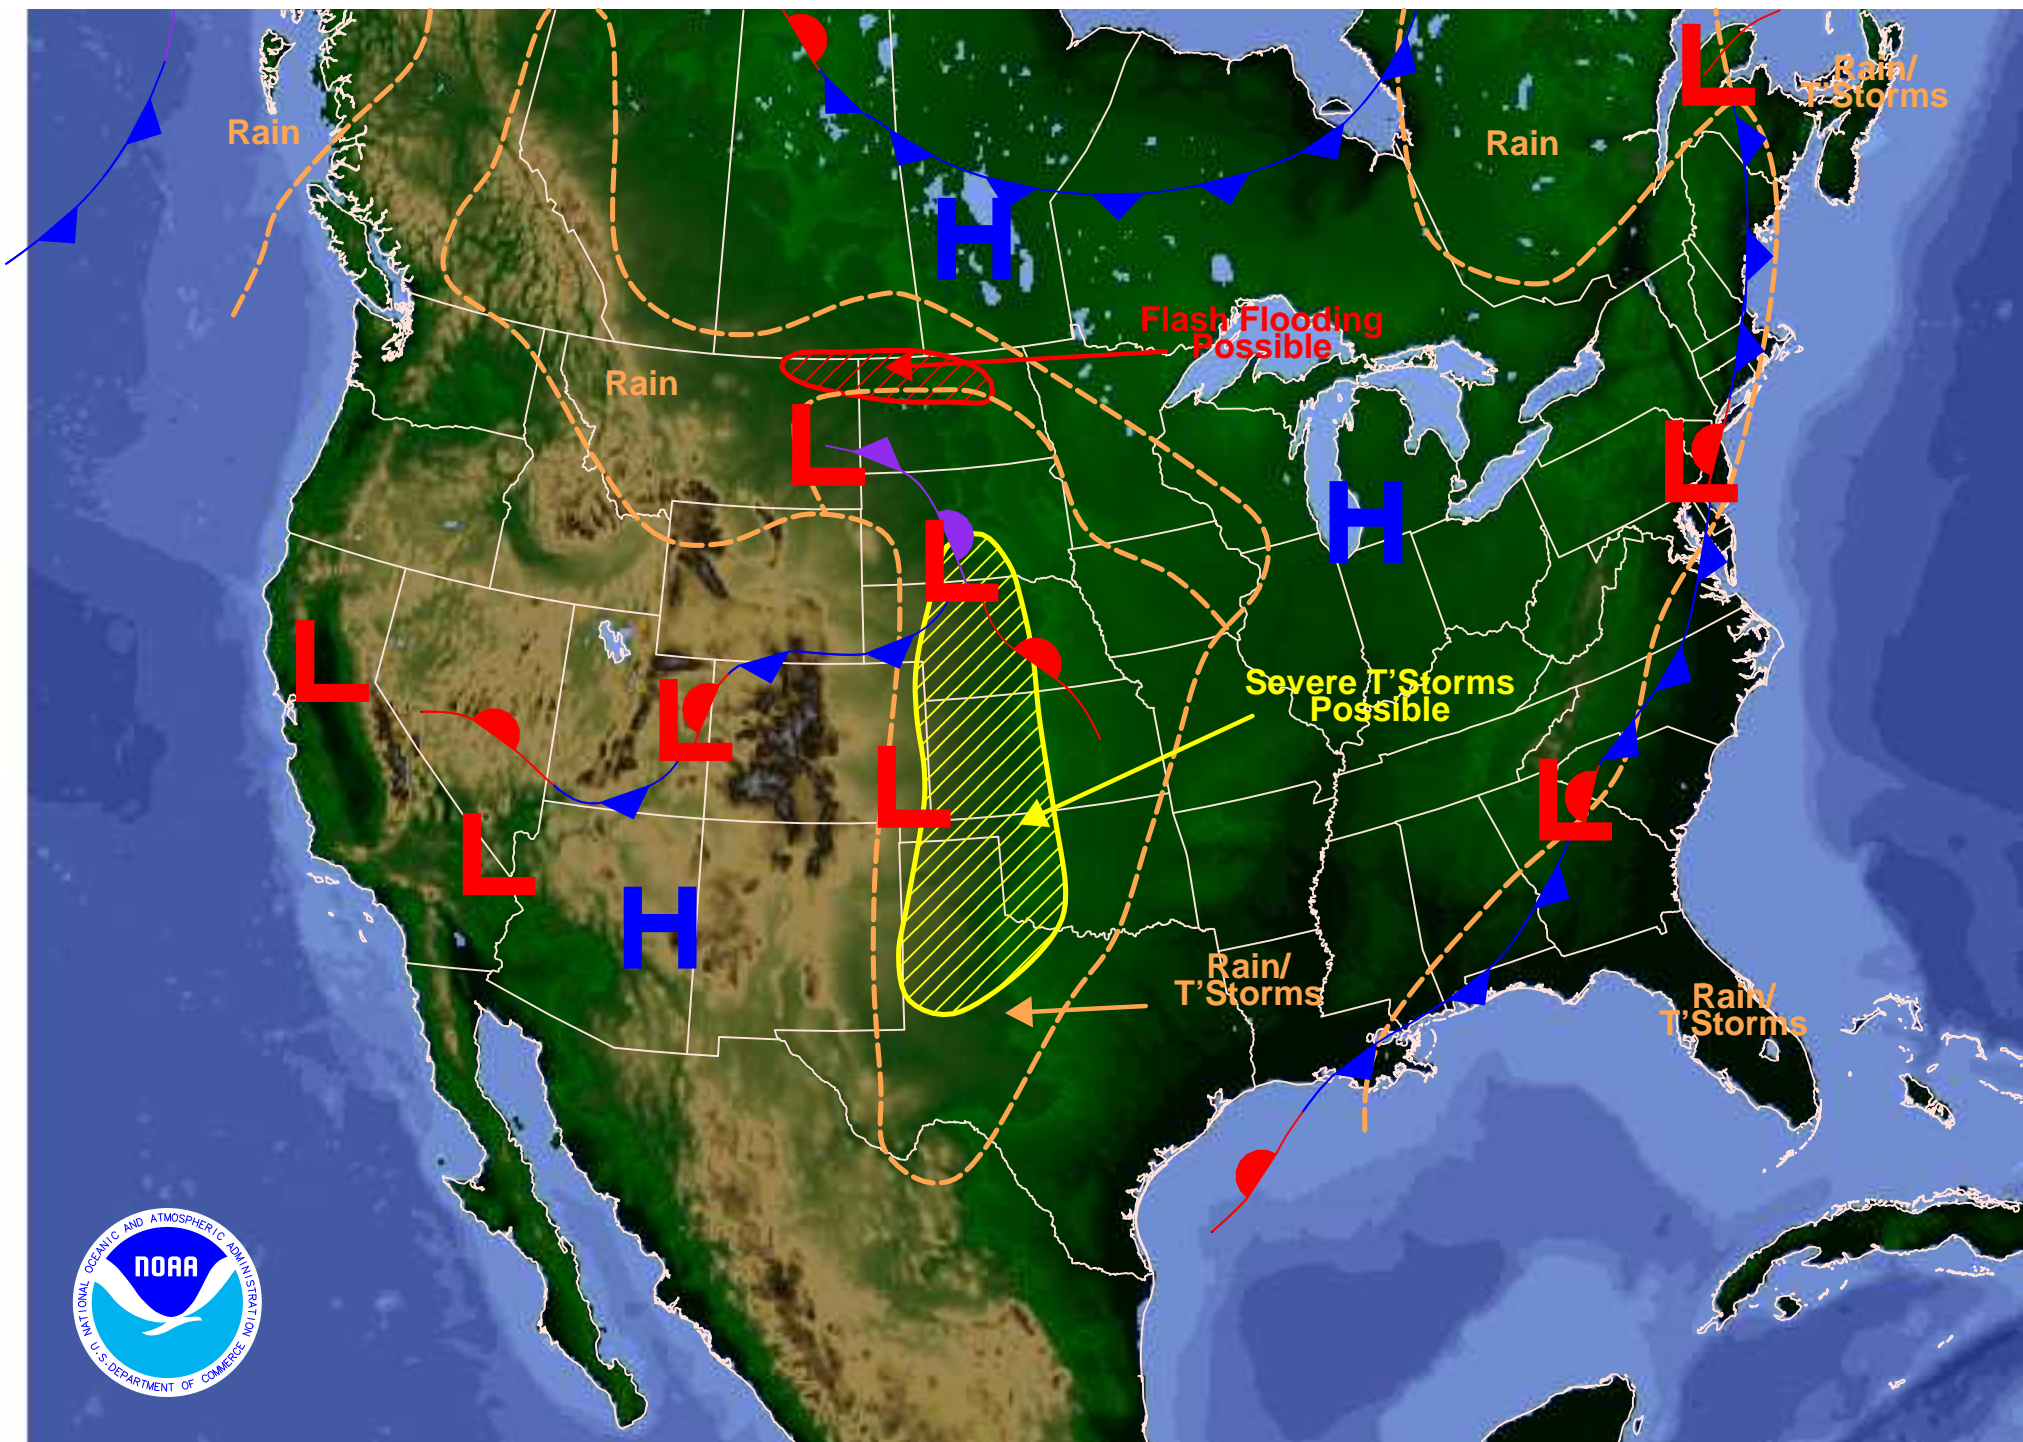 Rain/
T'Storms
Rain
Rain
H
L
Flash Flooding
Possible
Rain
L
L
H
L
L
L
Severe T'Storms
Possible
L
L
L
L
H
Rain/
T'Storms
Rain/
T'Storms
NATIONAL OCEANIC AND ATMOSPHERIC ADMINISTRATION
NOAA
U.S. DEPARTMENT OF COMMERCE